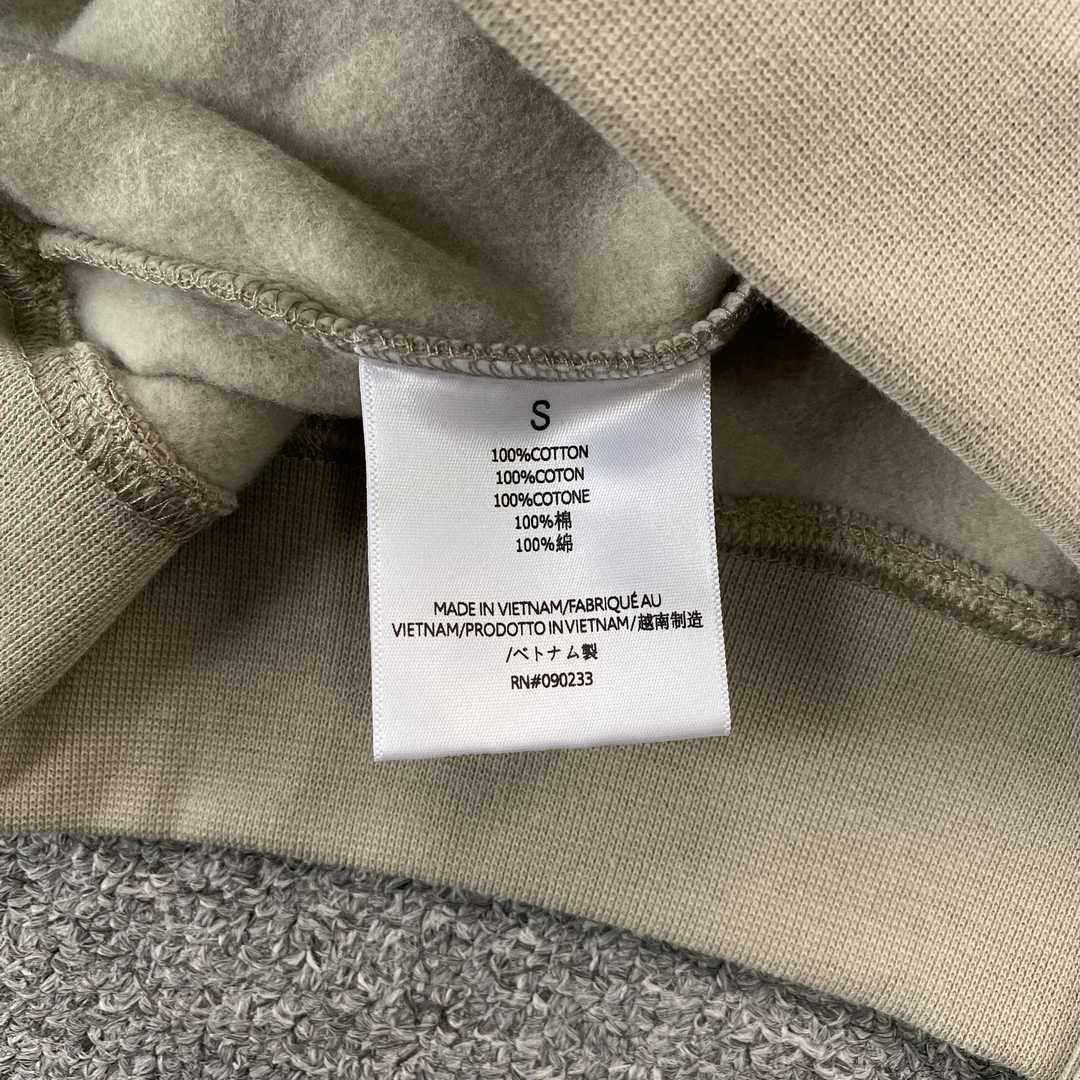 S
100%COTTON
100%COTON
100%COTONE
100%棉
100%綿
MADE IN VIETNAM/FABRIQUÉ AU
VIETNAM/PRODOTTO IN VIETNAM/越南制造
/ベトナム製
RN#090233